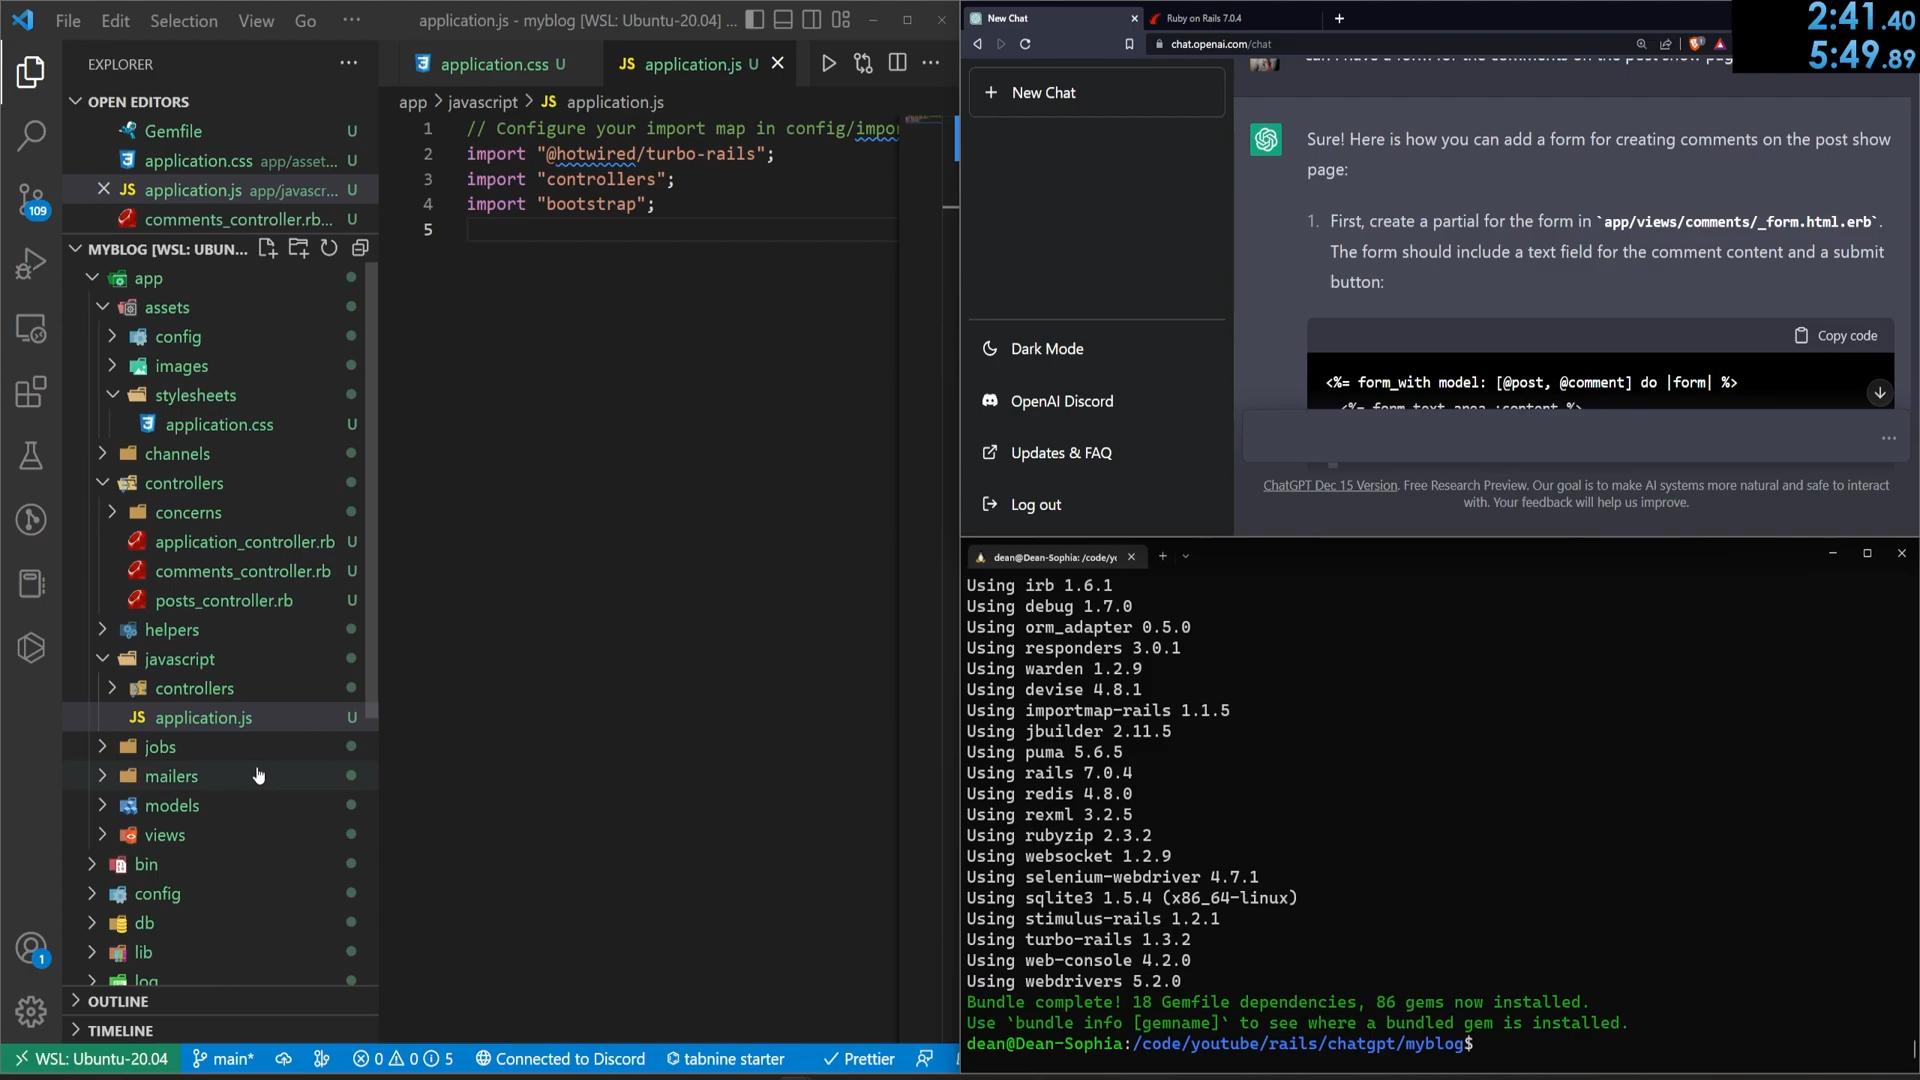 File Edit Selection View Go ···
application.js - myblog [WSL: Ubuntu-20.04] ...
EXPLORER
OPEN EDITORS
Gemfile U
application.css app/asset... U
application.js app/javascr... U
comments_controller.rb... U
109
MYBLOG [WSL: UBUN...
app
assets
config
images
stylesheets
application.css U
channels
controllers
concerns
application_controller.rb U
comments_controller.rb U
posts_controller.rb U
helpers
javascript
controllers
JS application.js U
jobs
mailers
models
views
bin
config
db
lib
log
OUTLINE
TIMELINE
1
application.css U
JS application.js U
app > javascript > JS application.js
1 // Configure your import map in config/impor
2 import "@hotwired/turbo-rails";
3 import "controllers";
4 import "bootstrap";
5
WSL: Ubuntu-20.04 main* 0 0 5 Connected to Discord tabnine starter Prettier
New Chat
Ruby on Rails 7.0.4
chat.openai.com/chat
2:41.40
5:49.89
New Chat
Dark Mode
OpenAI Discord
Updates & FAQ
Log out
Sure! Here is how you can add a form for creating comments on the post show
page:
1. First, create a partial for the form in `app/views/comments/_form.html.erb`.
The form should include a text field for the comment content and a submit
button:
Copy code
<%= form_with model: [@post, @comment] do |form| %>
<%= form.text_area :content %>
ChatGPT Dec 15 Version. Free Research Preview. Our goal is to make AI systems more natural and safe to interact
with. Your feedback will help us improve.
dean@Dean-Sophia: /code/yo
Using irb 1.6.1
Using debug 1.7.0
Using orm_adapter 0.5.0
Using responders 3.0.1
Using warden 1.2.9
Using devise 4.8.1
Using importmap-rails 1.1.5
Using jbuilder 2.11.5
Using puma 5.6.5
Using rails 7.0.4
Using redis 4.8.0
Using rexml 3.2.5
Using rubyzip 2.3.2
Using websocket 1.2.9
Using selenium-webdriver 4.7.1
Using sqlite3 1.5.4 (x86_64-linux)
Using stimulus-rails 1.2.1
Using turbo-rails 1.3.2
Using web-console 4.2.0
Using webdrivers 5.2.0
Bundle complete! 18 Gemfile dependencies, 86 gems now installed.
Use `bundle info [gemname]` to see where a bundled gem is installed.
dean@Dean-Sophia:/code/youtube/rails/chatgpt/myblog$